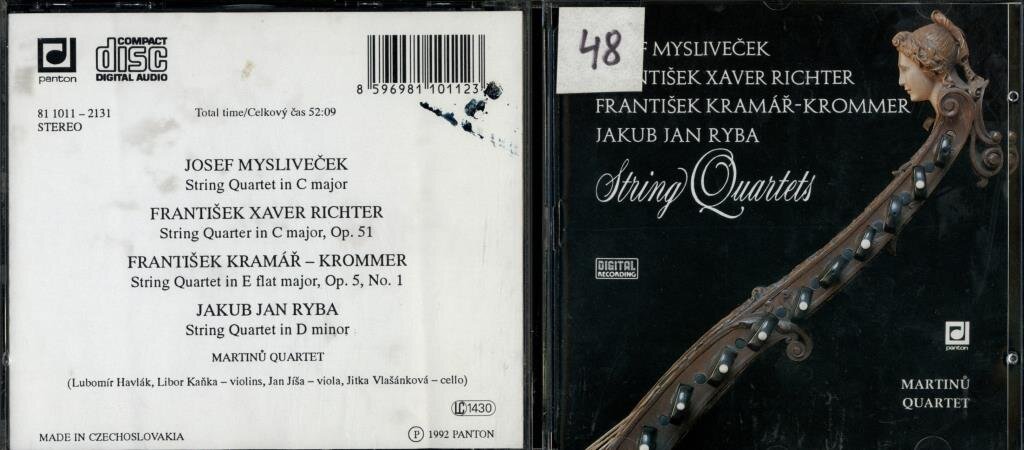 panton
COMPACT
disc
DIGITAL AUDIO
8 596981 101123
81 1011 – 2131
STEREO
Total time/Celkový čas 52:09
JOSEF MYSLIVEČEK
String Quartet in C major
FRANTIŠEK XAVER RICHTER
String Quarter in C major, Op. 51
FRANTIŠEK KRAMÁŘ – KROMMER
String Quartet in E flat major, Op. 5, No. 1
JAKUB JAN RYBA
String Quartet in D minor
MARTINŮ QUARTET
(Lubomír Havlák, Libor Kaňka – violins, Jan Jíša – viola, Jitka Vlašánková – cello)
LC 1430
MADE IN CZECHOSLOVAKIA
P 1992 PANTON
48
F MYSLIVEČEK
NTIŠEK XAVER RICHTER
FRANTIŠEK KRAMÁŘ-KROMMER
JAKUB JAN RYBA
String Quartets
DIGITAL
RECORDING
panton
MARTINŮ
QUARTET